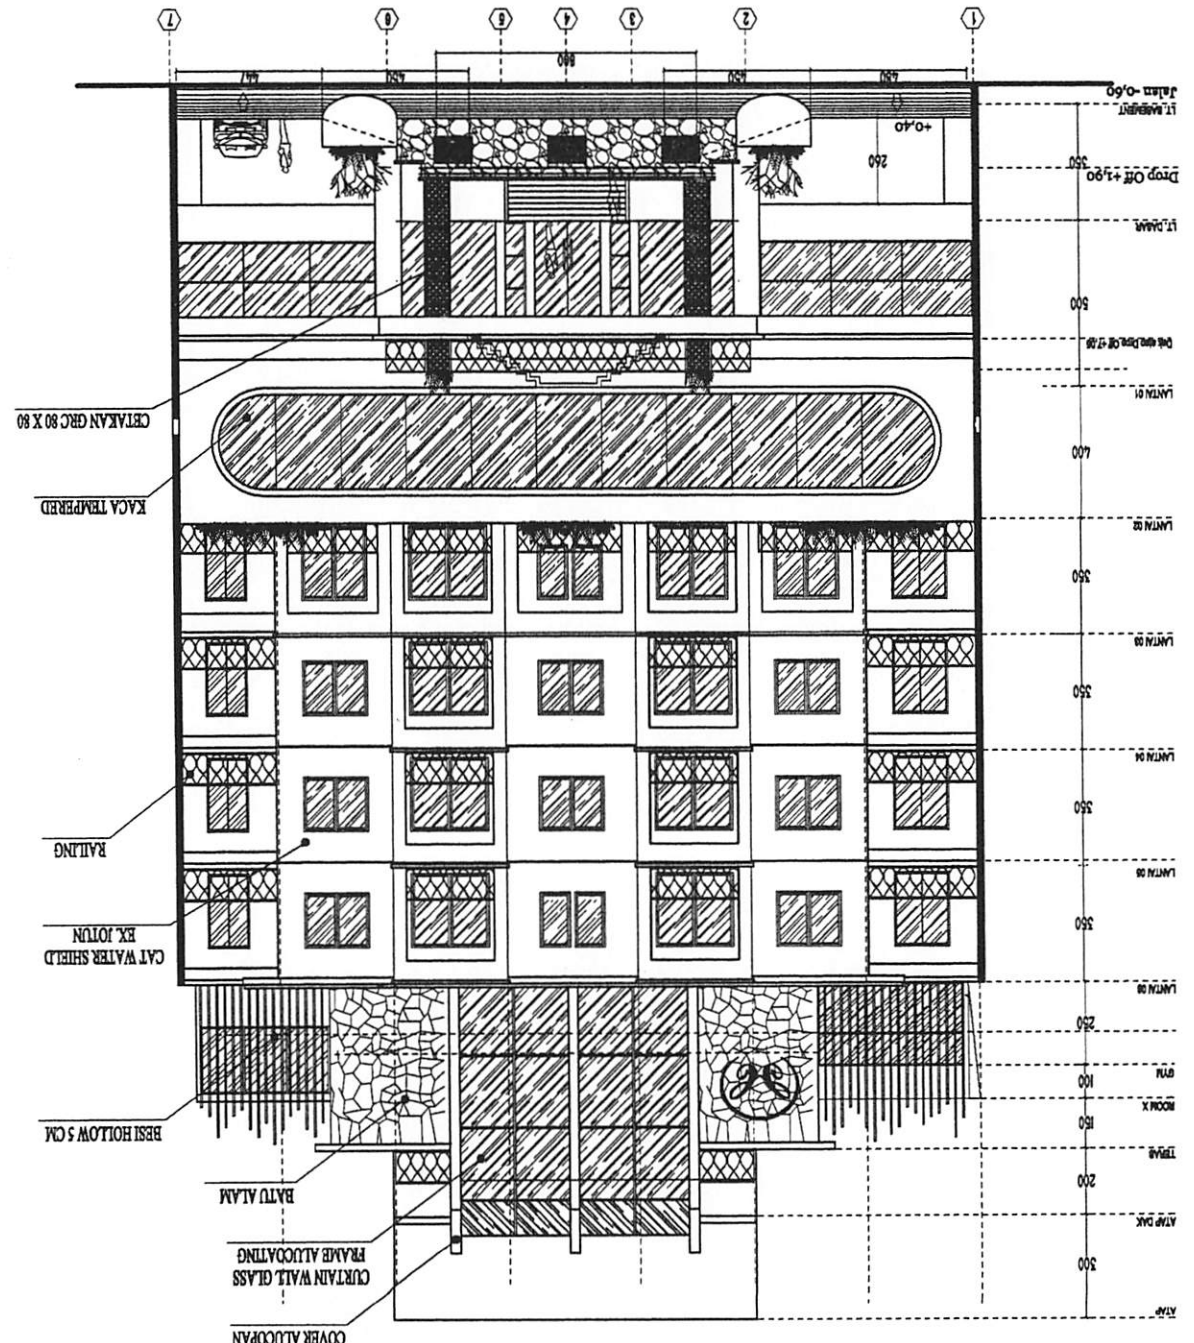 ATAP
COVER ALUCOPAN
300
CURTAIN WALL GLASS
FRAME ALUCOATING
ATAP DAK
200
BATU ALAM
TERAS
150
BESI HOLLOW 5 CM
ROOM X
100
GYM
250
LANTAI 06
350
CAT WATER SHIELD
EX. JOTUN
LANTAI 05
RAILING
350
LANTAI 04
350
LANTAI 03
350
LANTAI 02
KACA TEMPERED
400
CETAKAN GRC 80 X 80
LANTAI 01
500
LT. DASAR
Drop Off +1,90
350
260
+0,40
LT. BASEMENT
Jalan -0,60
480
450
450
447
1
2
3
4
5
6
7